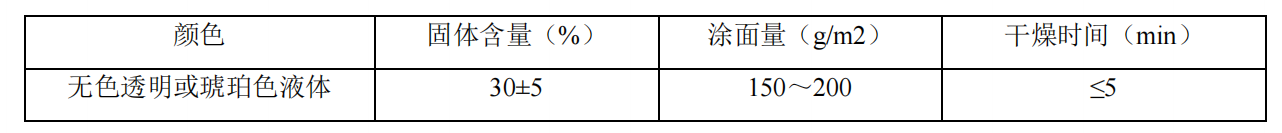 颜色 固体含量（%） 涂面量（g/m2） 干燥时间（min）
无色透明或琥珀色液体 30±5 150～200 ≤5